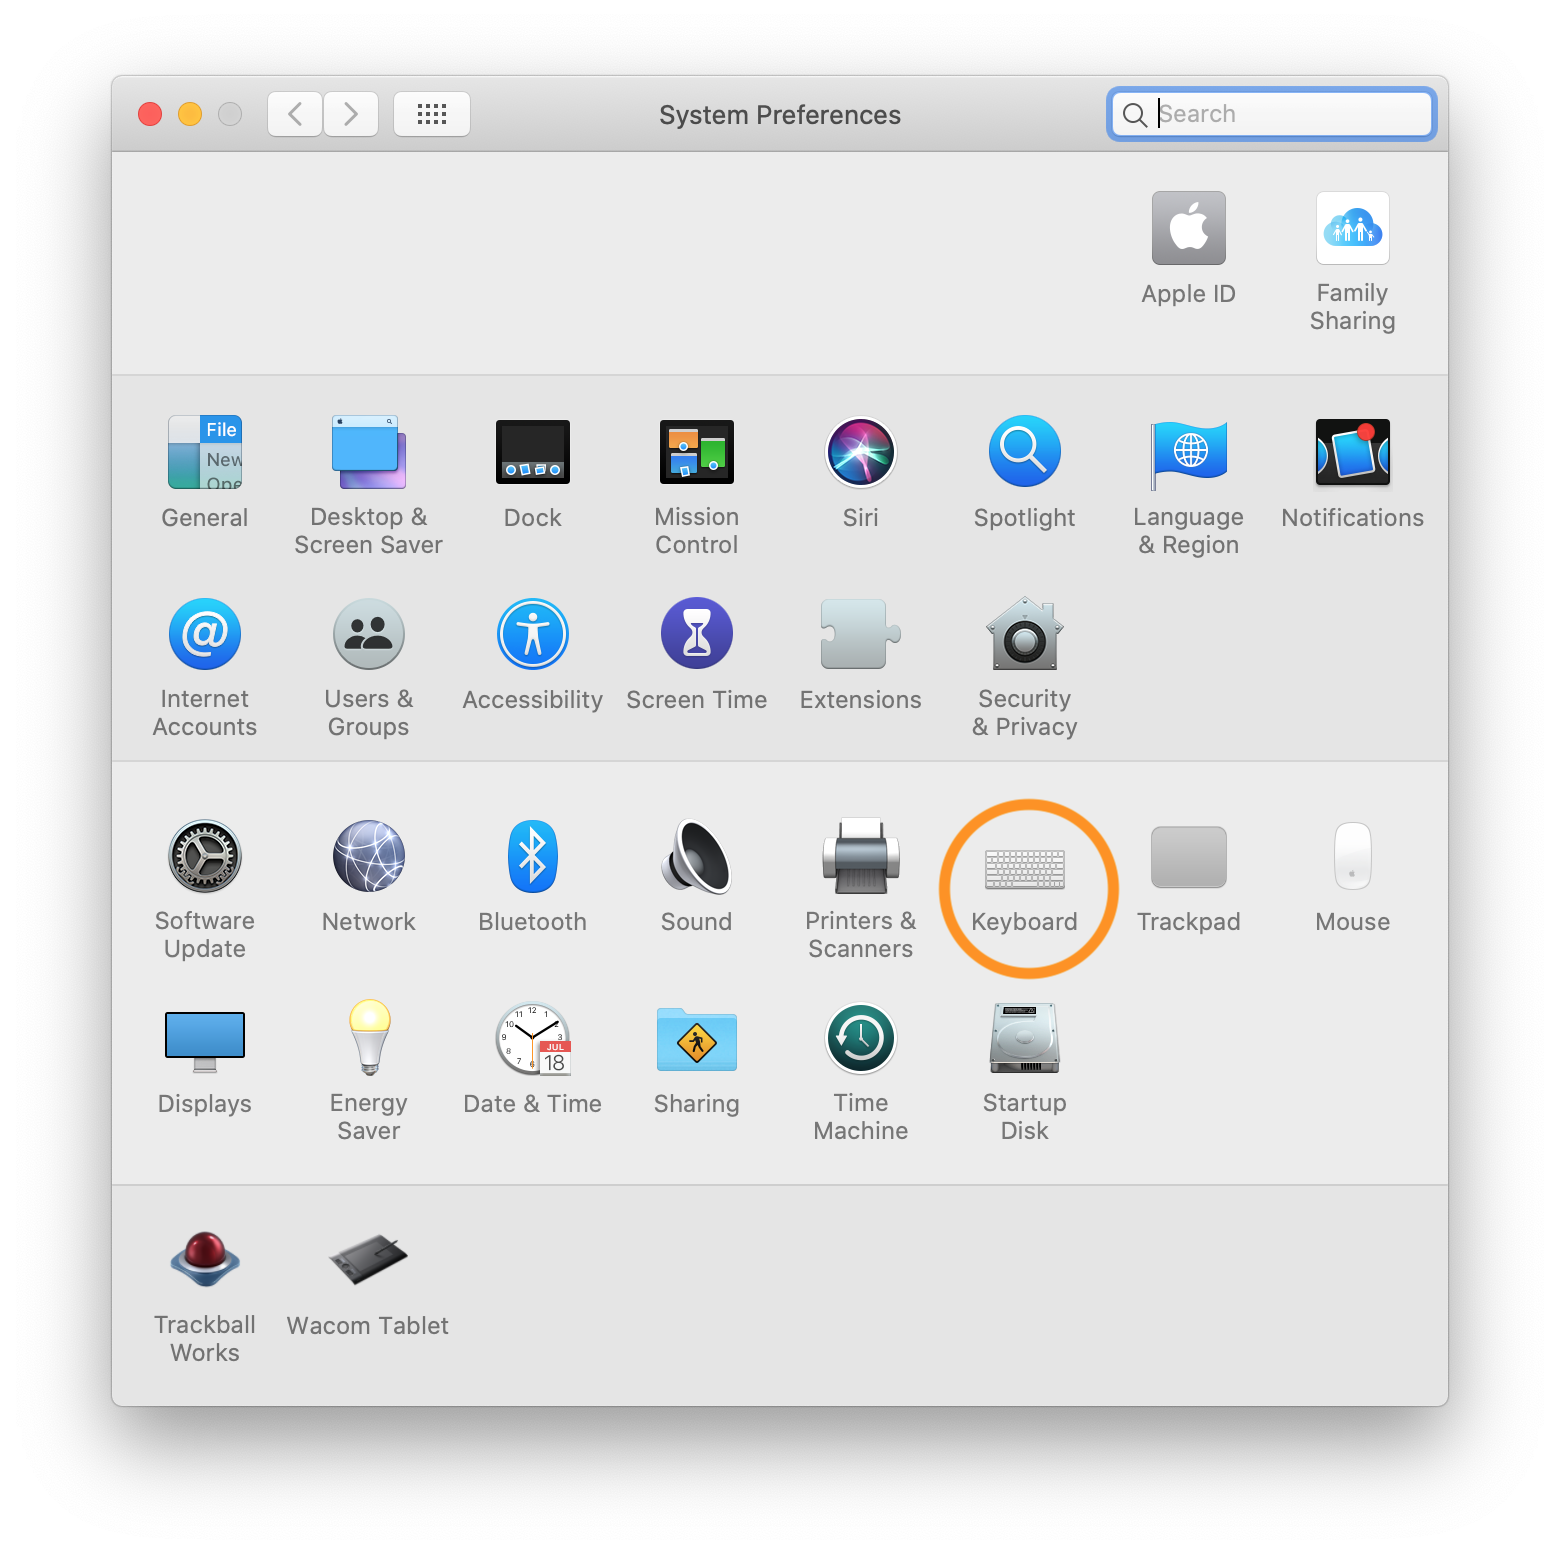 System Preferences
Search
Apple ID
Family
Sharing
File
New
Ope
General
Desktop &
Screen Saver
Dock
Mission
Control
Siri
Spotlight
Language
& Region
Notifications
Internet
Accounts
Users &
Groups
Accessibility
Screen Time
Extensions
Security
& Privacy
Software
Update
Network
Bluetooth
Sound
Printers &
Scanners
Keyboard
Trackpad
Mouse
Displays
Energy
Saver
JUL
18
Date & Time
Sharing
Time
Machine
Startup
Disk
Trackball
Works
Wacom Tablet